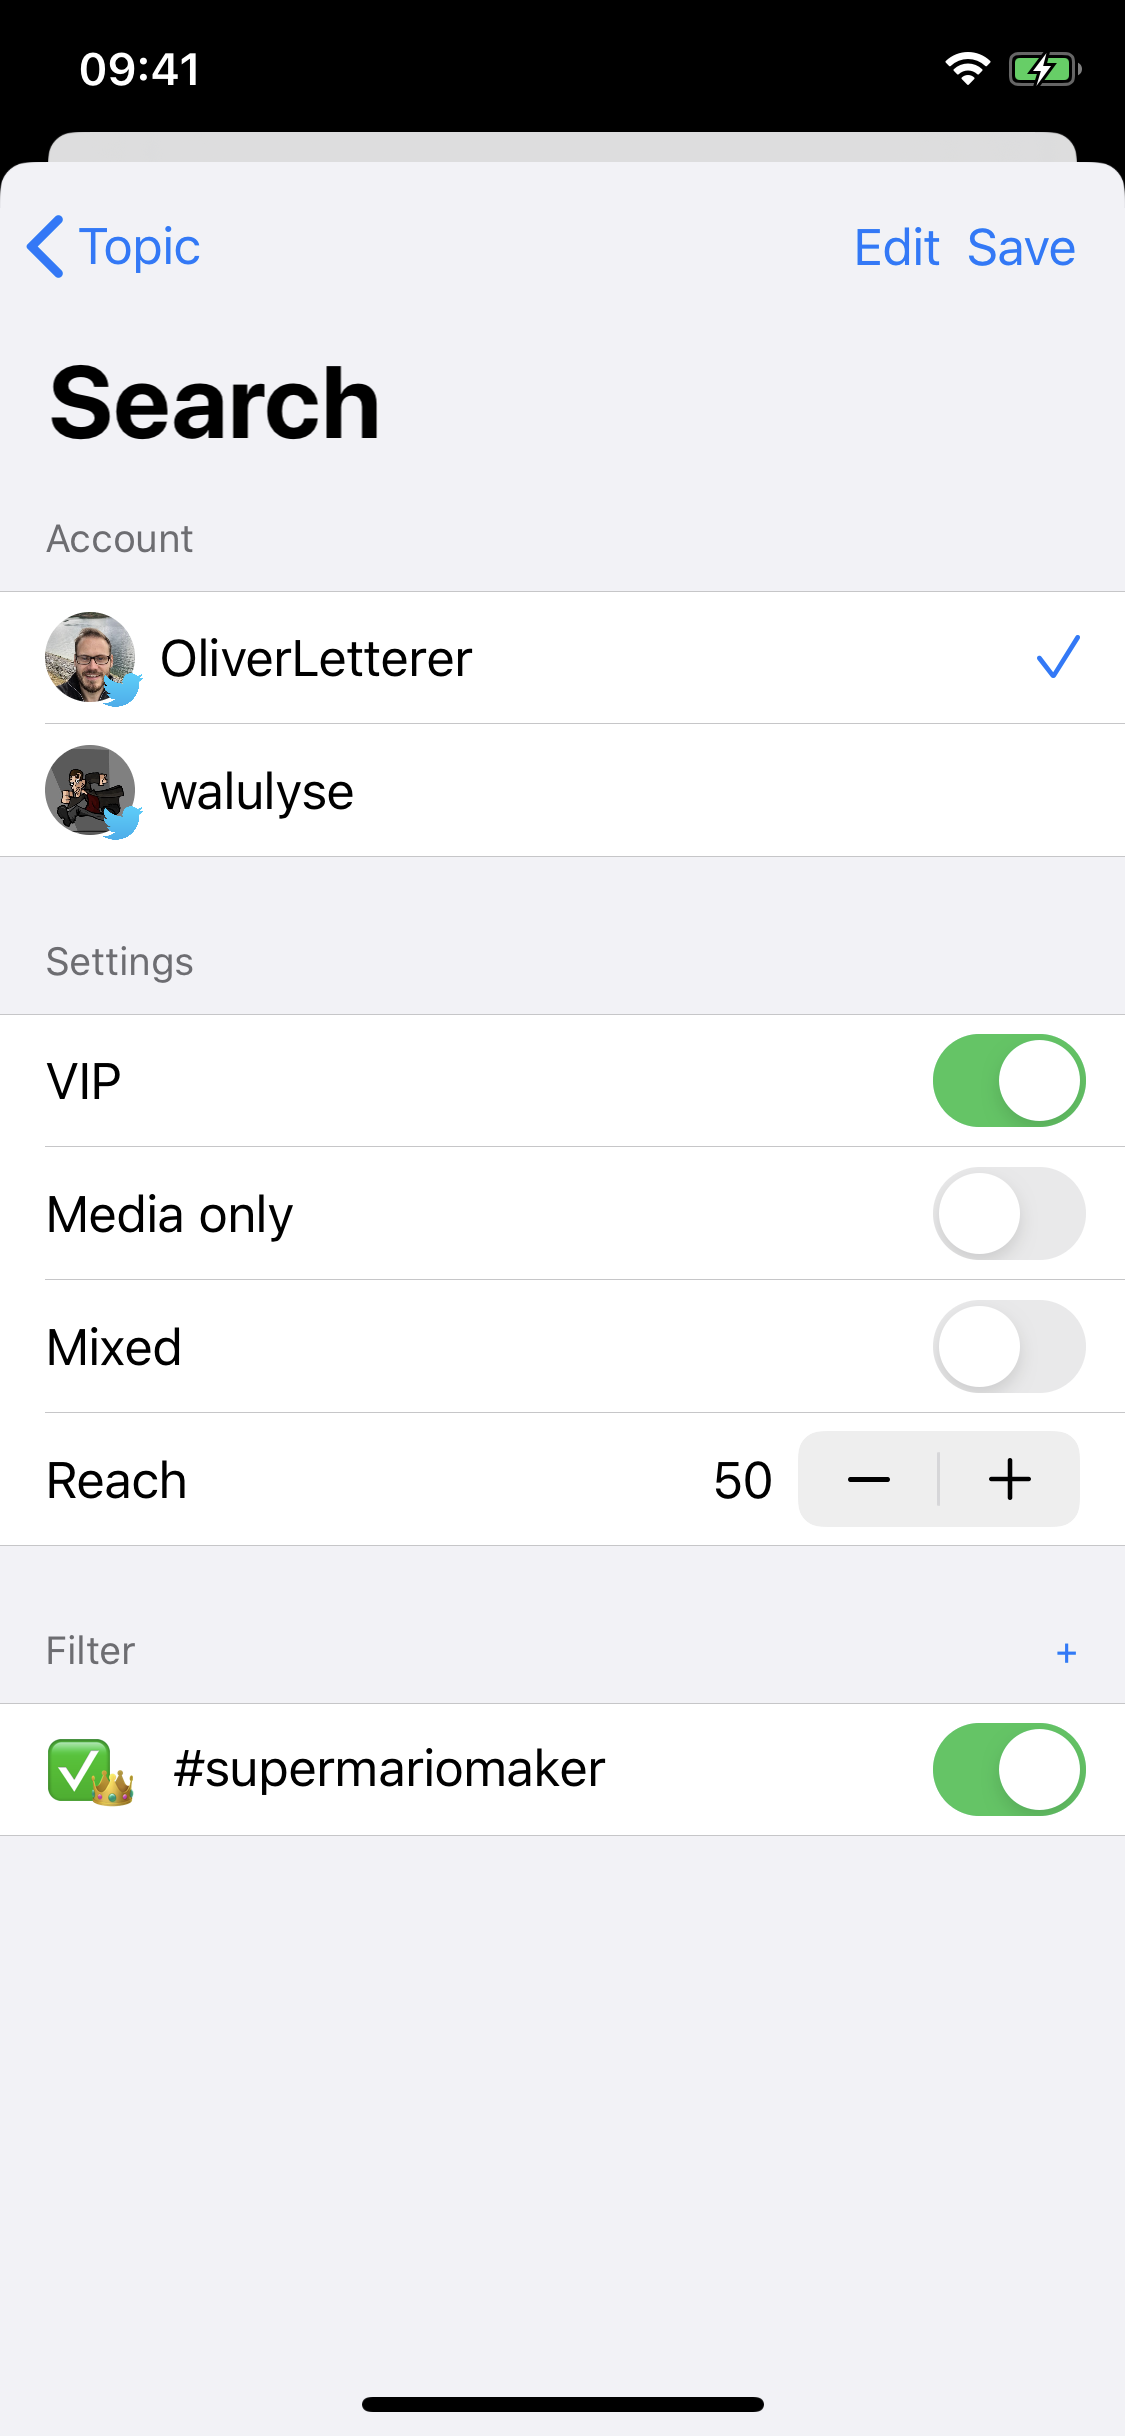 09:41
Topic
Edit Save
Search
Account
OliverLetterer
walulyse
Settings
VIP
Media only
Mixed
Reach 50 − +
Filter +
✅👑 #supermariomaker